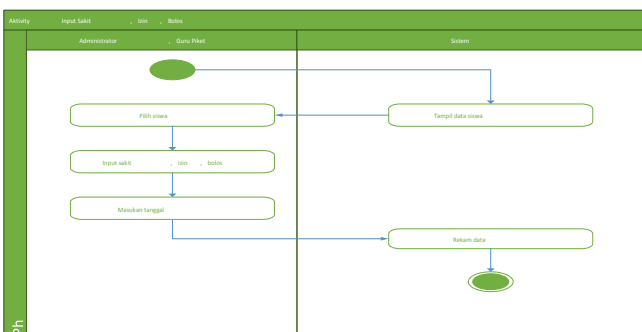 Aktivity Input Sakit , Izin , Bolos
Administrator , Guru Piket
Sistem
Pilih siswa
Tampil data siswa
Input sakit , isin , bolos
Masukan tanggal
Rekam data